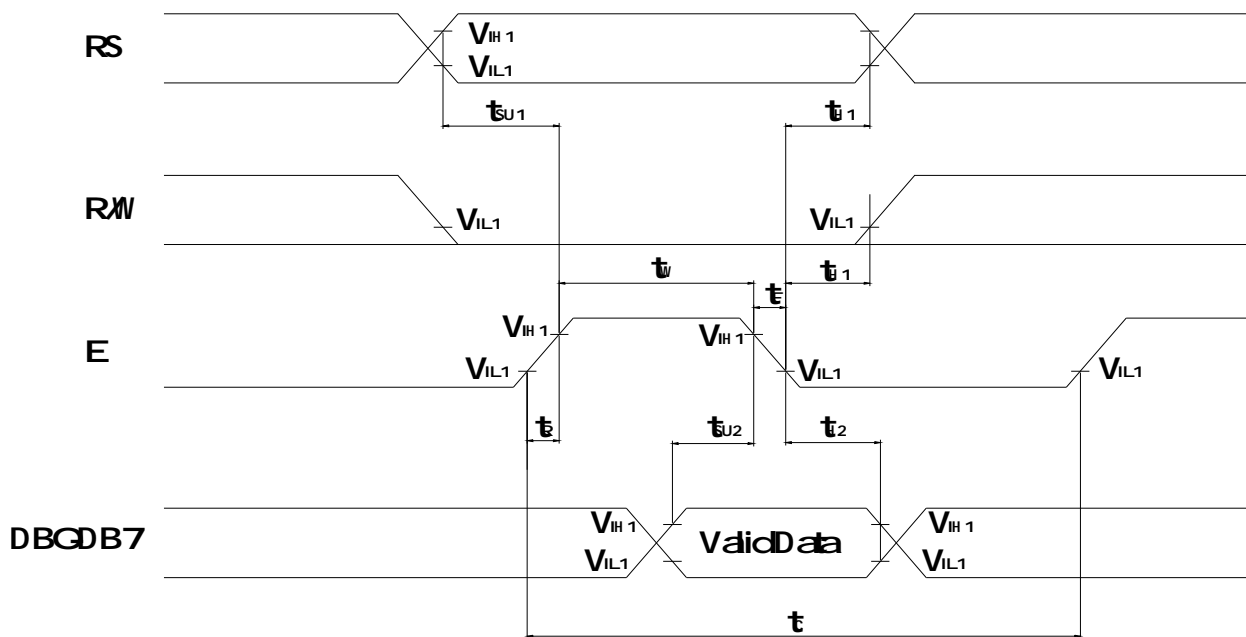 RS
VIH1
VIL1
tSU1
tH1
R/W
VIL1
VIL1
tW
tH1
tF
E
VIH1
VIH1
VIL1
VIL1
VIL1
tR
tSU2
tH2
DB0-DB7
VIH1
Valid Data
VIH1
VIL1
VIL1
tC